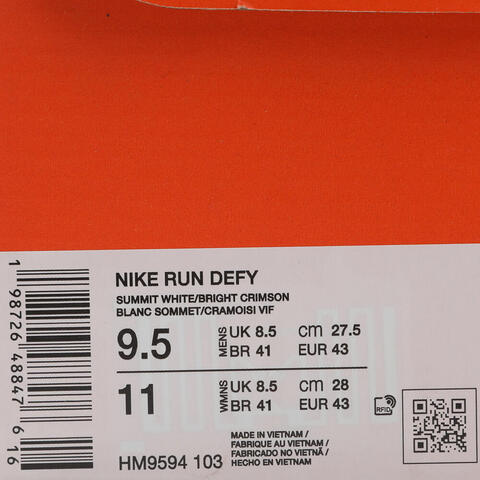 NIKE RUN DEFY
SUMMIT WHITE/BRIGHT CRIMSON
BLANC SOMMET/CRAMOISI VIF
9.5 MENS UK 8.5 cm 27.5
BR 41 EUR 43
11 WMNS UK 8.5 cm 28
BR 41 EUR 43
RFID
HM9594 103
MADE IN VIETNAM /
FABRIQUE AU VIETNAM /
FABRICADO NO VIETNÃ /
HECHO EN VIETNAM
1 98726 48847 6 16